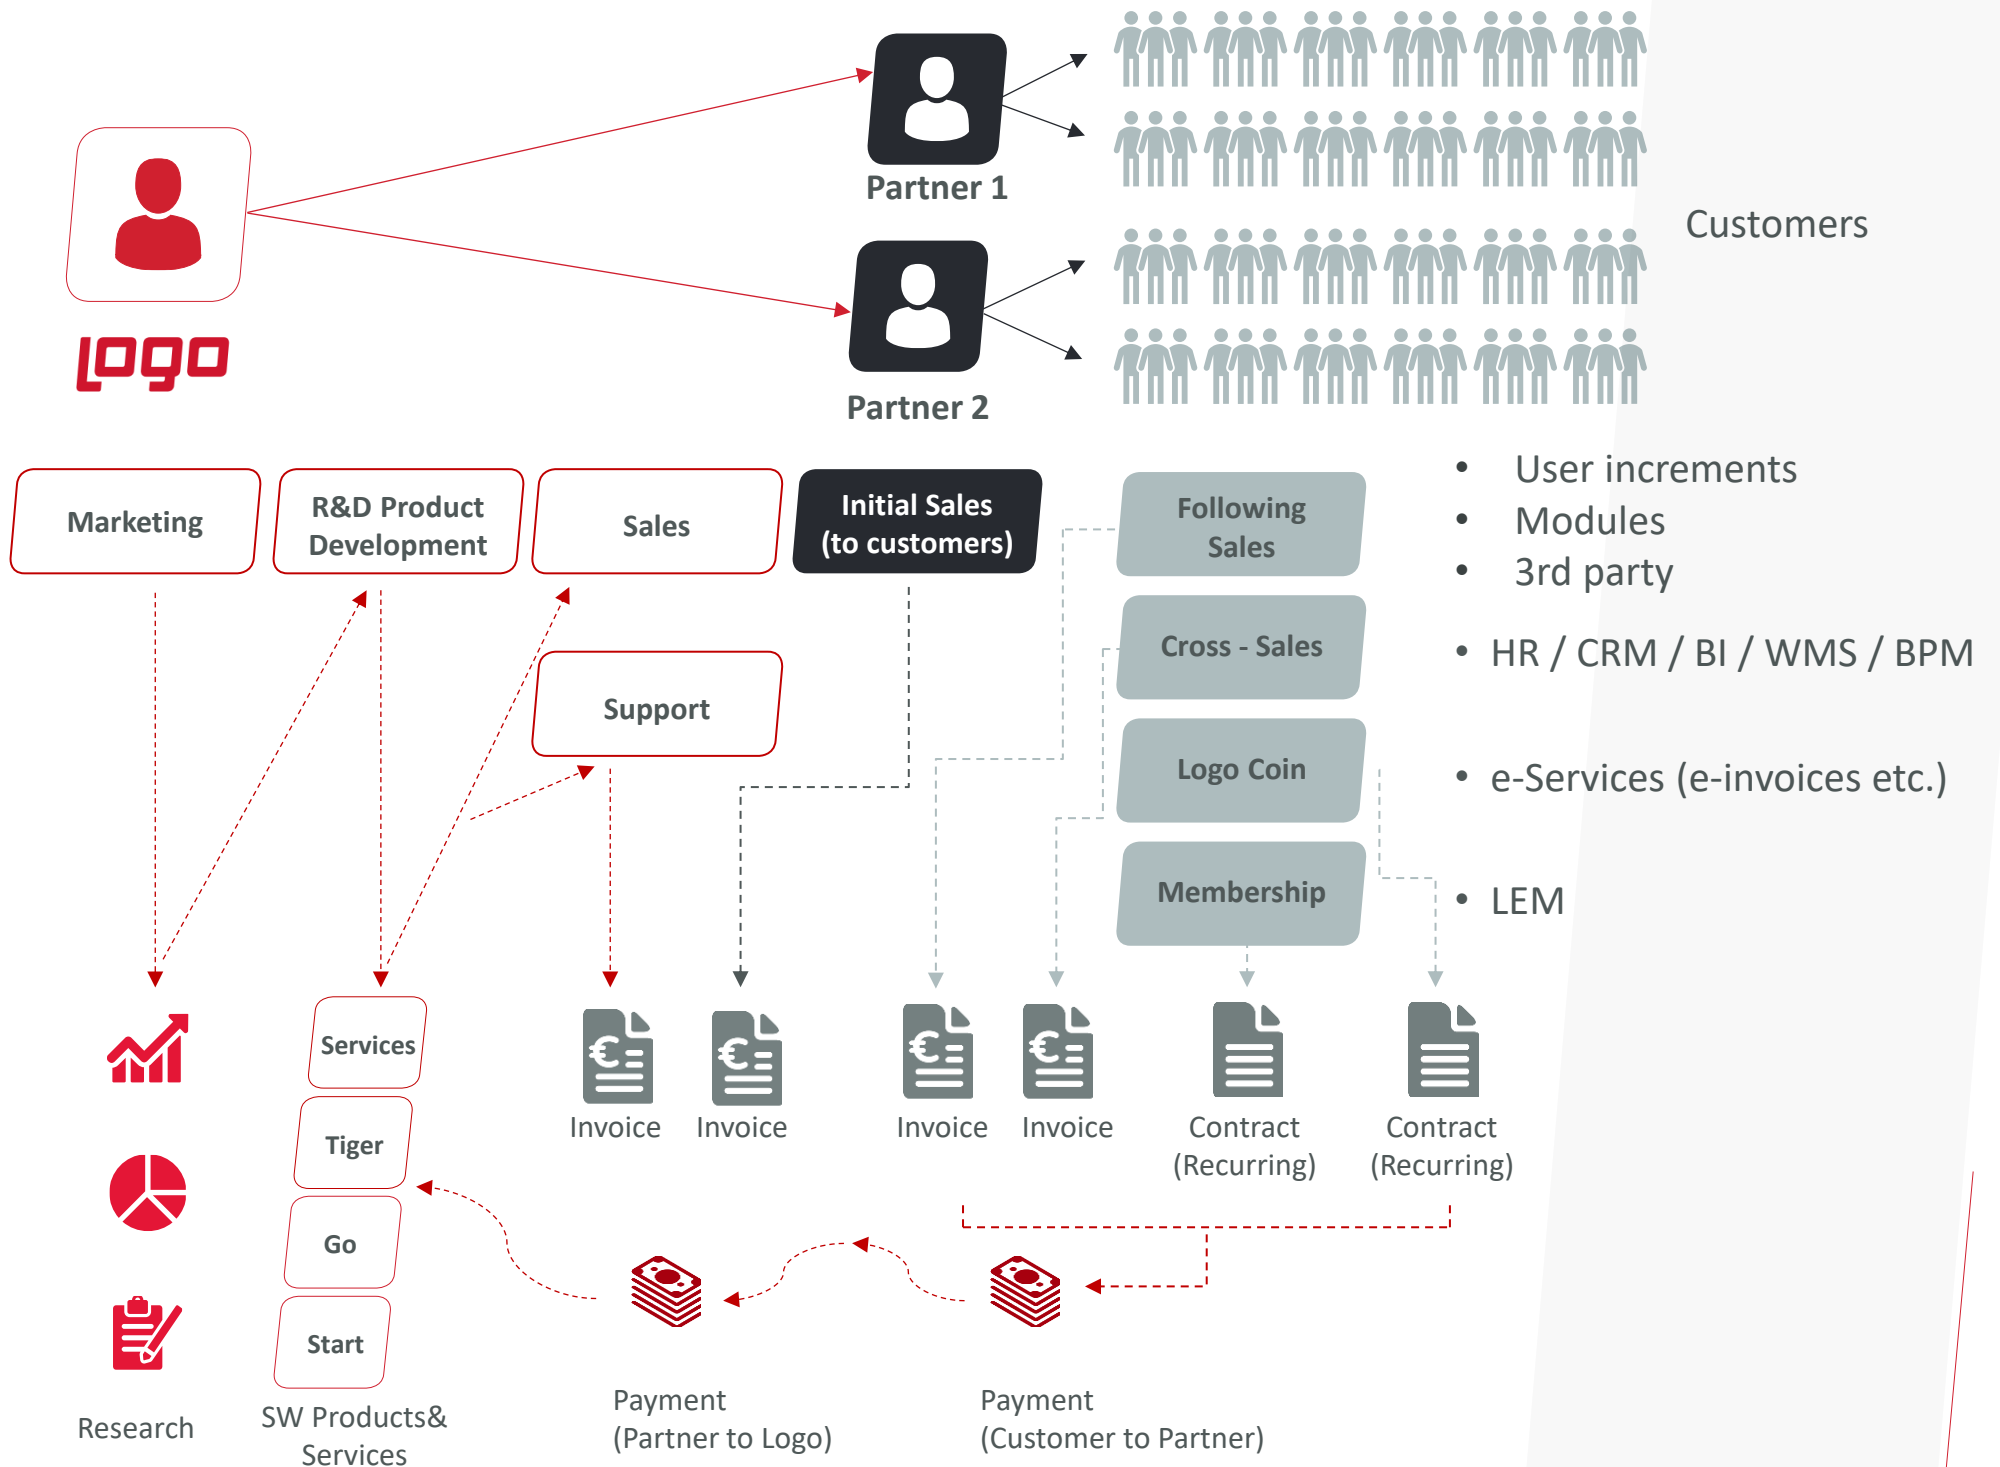 Partner 1
Customers
LOGO
Partner 2
Marketing
R&D Product
Development
Sales
Initial Sales
(to customers)
Following
Sales
• User increments
• Modules
• 3rd party
Support
Cross - Sales
• HR / CRM / BI / WMS / BPM
Logo Coin
• e-Services (e-invoices etc.)
Membership
• LEM
Services
Tiger
Go
Start
€
€
€
€
Invoice
Invoice
Invoice
Invoice
Contract
(Recurring)
Contract
(Recurring)
Research
SW Products&
Services
Payment
(Partner to Logo)
Payment
(Customer to Partner)